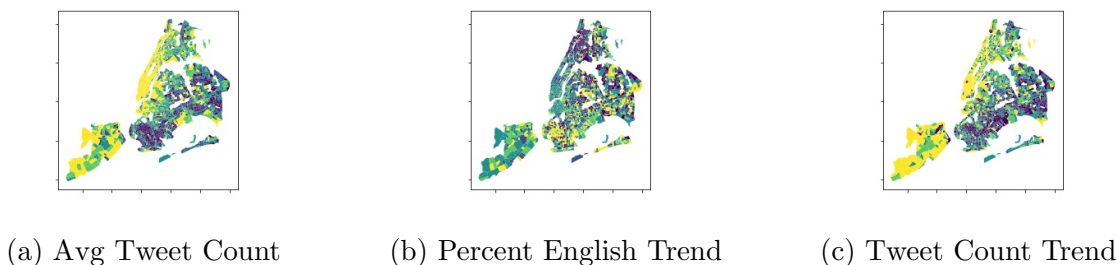 (a) Avg Tweet Count
(b) Percent English Trend
(c) Tweet Count Trend